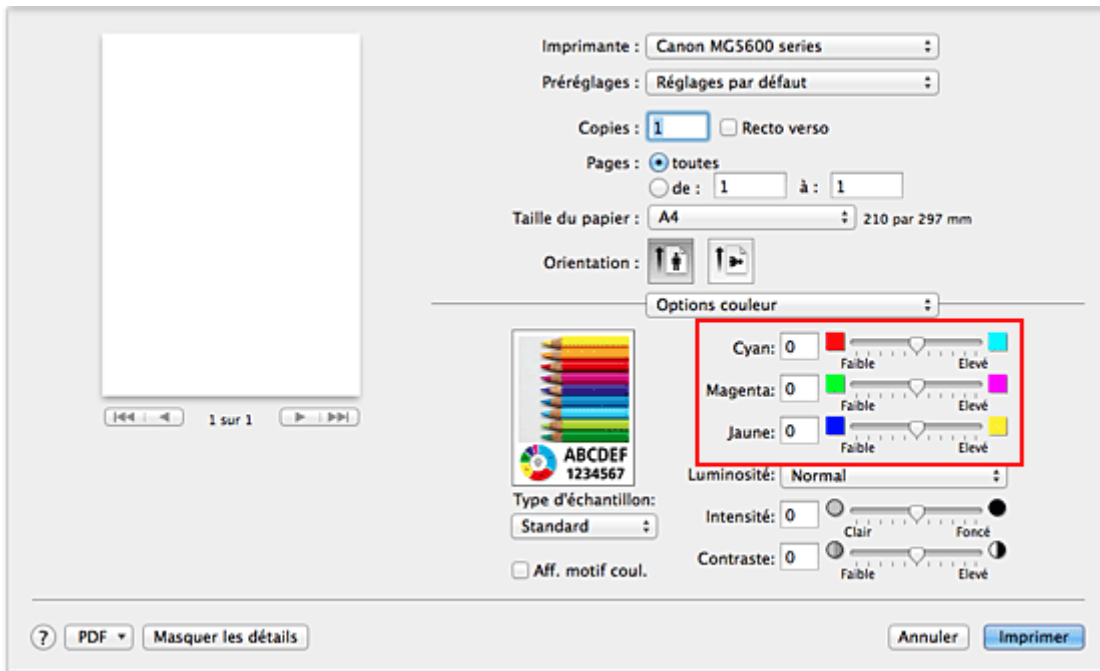 Imprimante : Canon MG5600 series
Préréglages : Réglages par défaut
Copies : 1 Recto verso
Pages : toutes
de : 1 à : 1
Taille du papier : A4 210 par 297 mm
Orientation :
1 sur 1
Options couleur
Cyan: 0
Faible Elevé
Magenta: 0
Faible Elevé
Jaune: 0
Faible Elevé
ABCDEF
1234567
Type d'échantillon:
Standard
Aff. motif coul.
Luminosité: Normal
Intensité: 0
Clair Foncé
Contraste: 0
Faible Elevé
? PDF Masquer les détails Annuler Imprimer